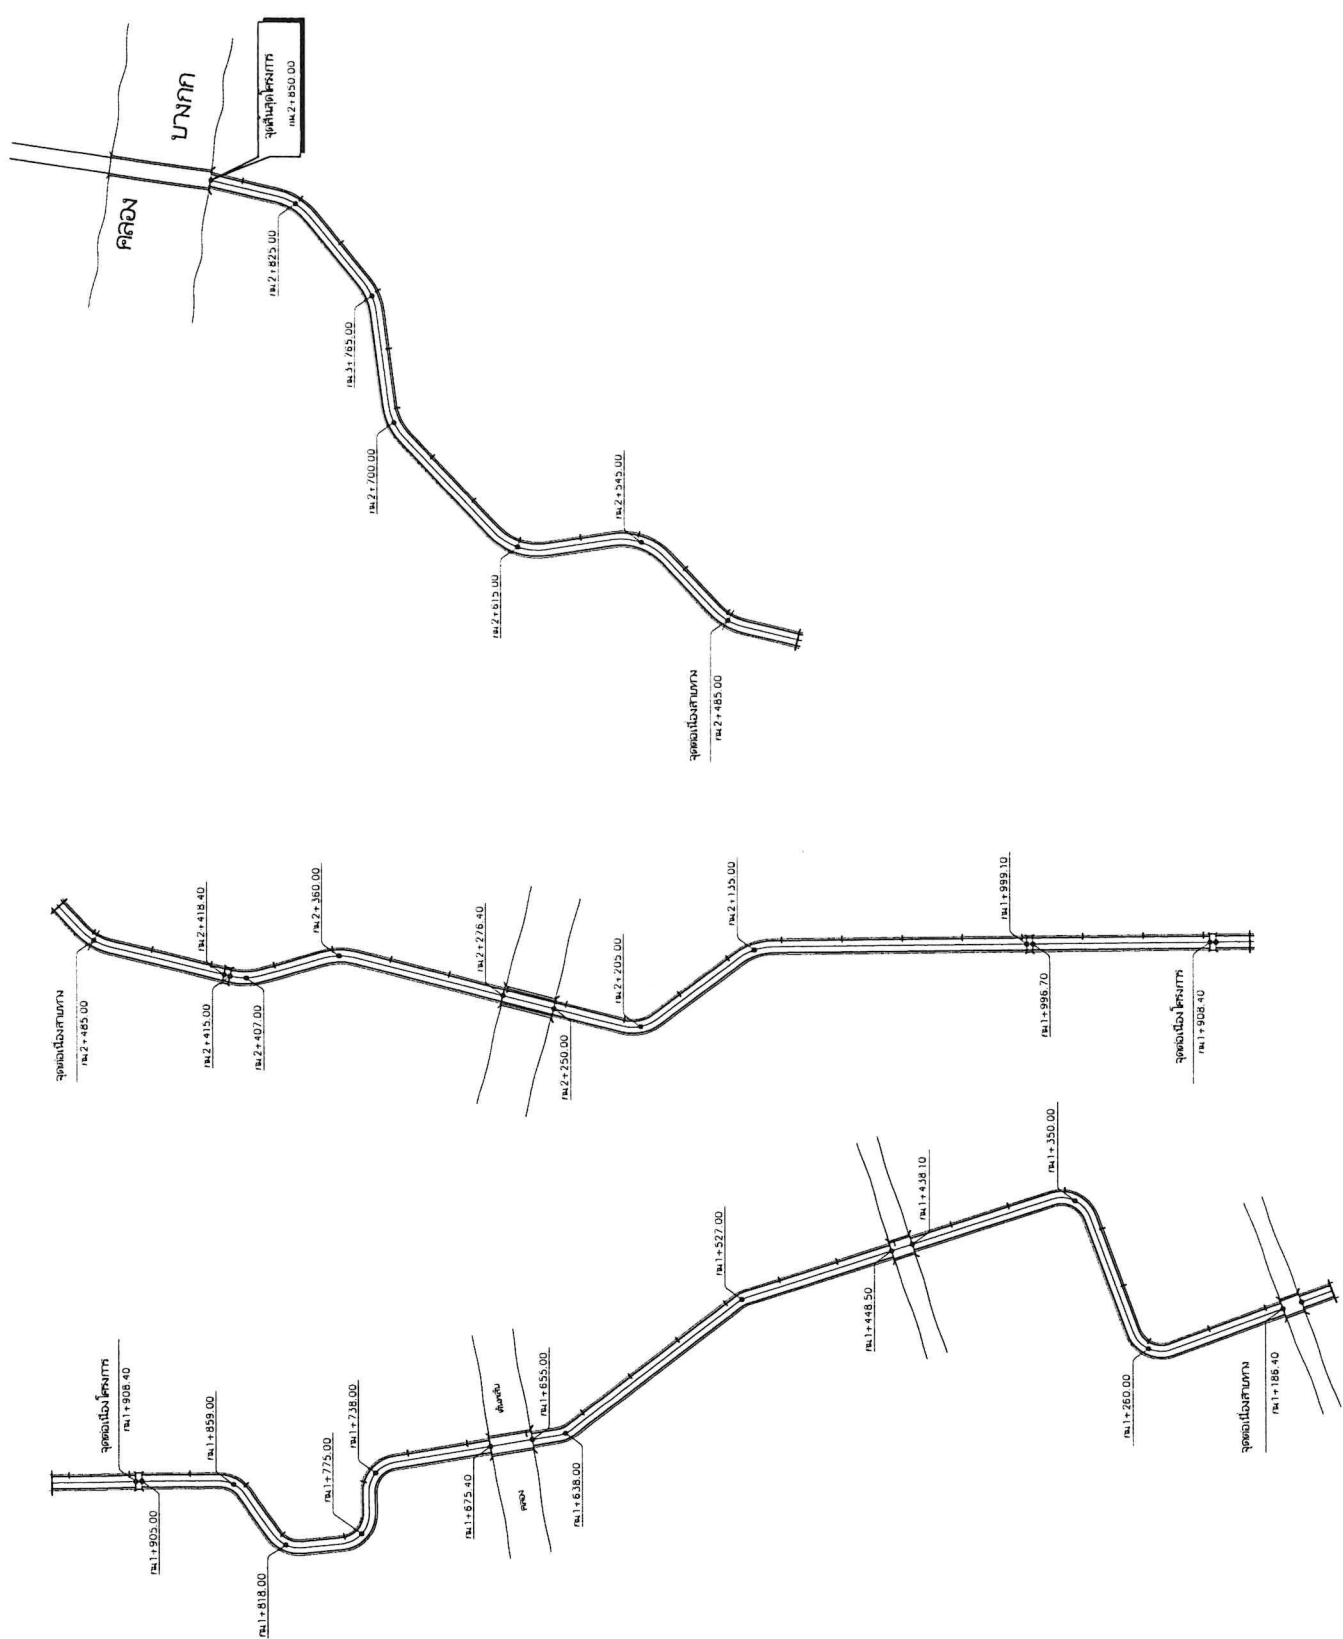 คลอง
บางกก
จุดสิ้นสุดโครงการ
กม.2+850.00
กม.2+825.00
กม.3+765.00
กม.2+700.00
กม.2+615.00
กม.2+545.00
จุดต่อเนื่องสายทาง
กม.2+485.00
จุดต่อเนื่องสายทาง
กม.2+485.00
กม.2+418.40
กม.2+415.00
กม.2+407.00
กม.2+360.00
กม.2+276.40
กม.2+250.00
กม.2+205.00
กม.2+135.00
กม.1+999.10
กม.1+996.70
จุดต่อเนื่องโครงการ
กม.1+908.40
จุดต่อเนื่องโครงการ
กม.1+908.40
กม.1+905.00
กม.1+859.00
กม.1+818.00
กม.1+775.00
กม.1+738.00
กม.1+675.40
คลอง
กม.1+655.00
กม.1+638.00
กม.1+527.00
กม.1+448.50
กม.1+438.10
กม.1+350.00
กม.1+260.00
จุดต่อเนื่องสายทาง
กม.1+186.40